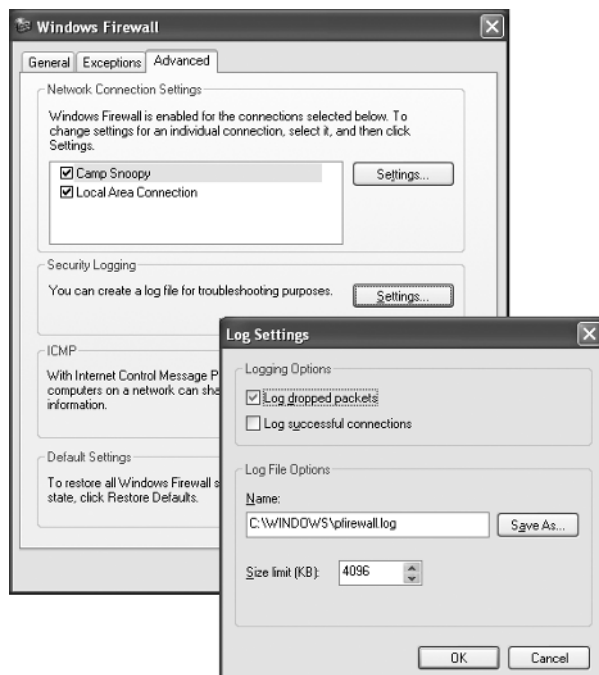 Windows Firewall
General Exceptions Advanced
Network Connection Settings
Windows Firewall is enabled for the connections selected below. To
change settings for an individual connection, select it, and then click
Settings.
Camp Snoopy
Local Area Connection
Settings...
Security Logging
You can create a log file for troubleshooting purposes.
Settings...
ICMP
With Internet Control Message P
computers on a network can sha
information.
Default Settings
To restore all Windows Firewall s
state, click Restore Defaults.
Log Settings
Logging Options
Log dropped packets
Log successful connections
Log File Options
Name:
C:\WINDOWS\pfirewall.log
Save As...
Size limit (KB): 4096
OK Cancel